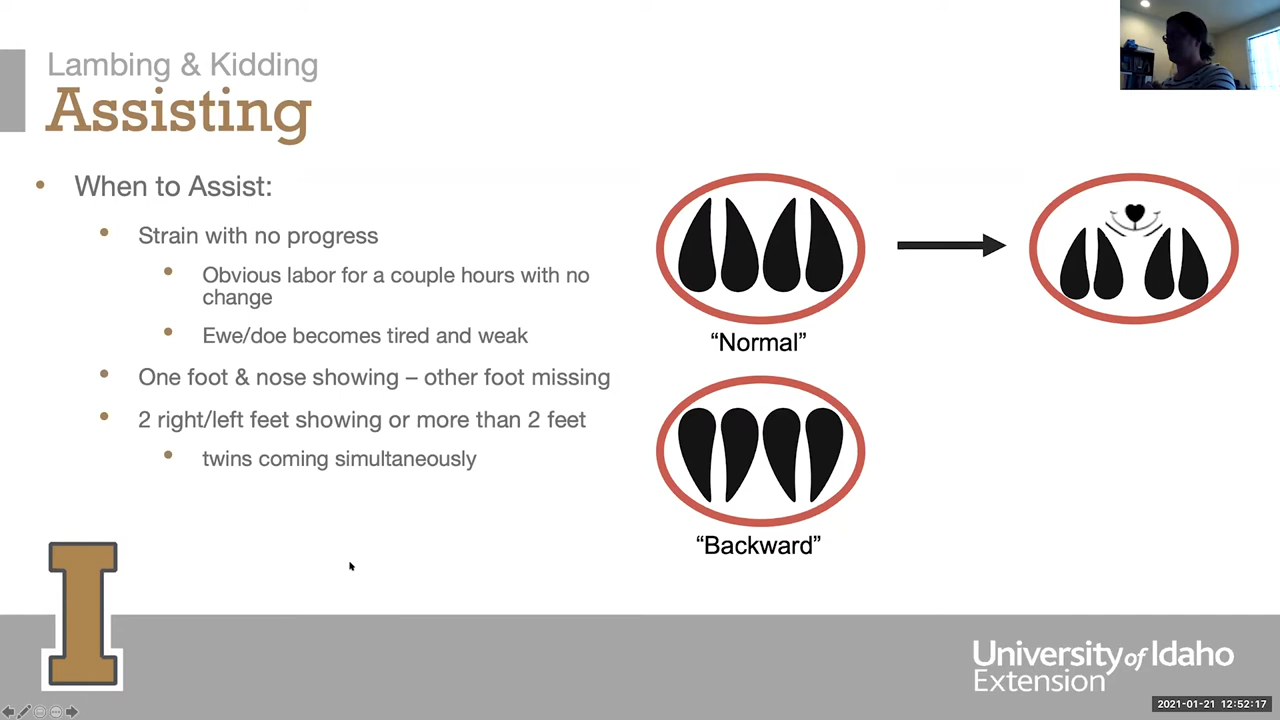 Lambing & Kidding
Assisting
• When to Assist:
• Strain with no progress
• Obvious labor for a couple hours with no
change
• Ewe/doe becomes tired and weak
• One foot & nose showing – other foot missing
• 2 right/left feet showing or more than 2 feet
• twins coming simultaneously
“Normal”
“Backward”
I
University of Idaho
Extension
2021-01-21 12:52:17